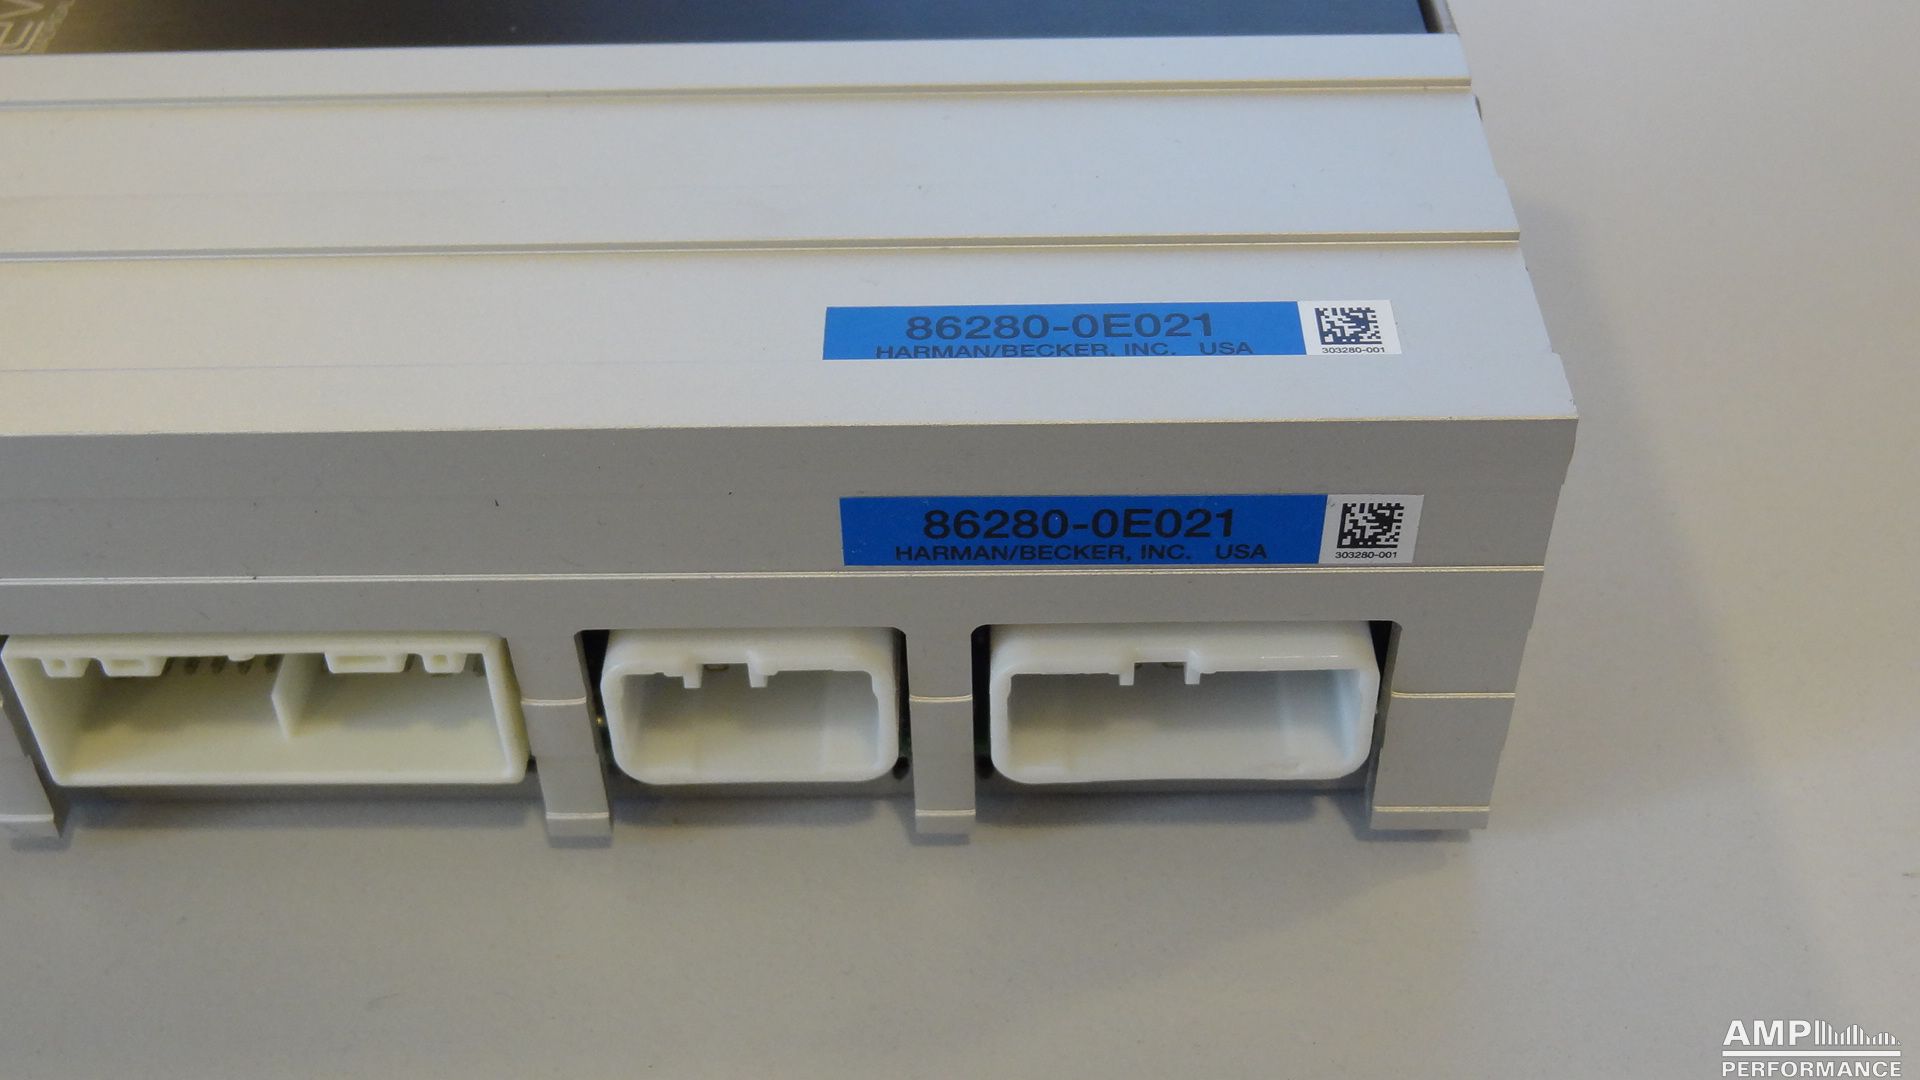 86280-0E021
HARMAN/BECKER, INC. USA
303280-001
86280-0E021
HARMAN/BECKER, INC. USA
303280-001
AMP
PERFORMANCE